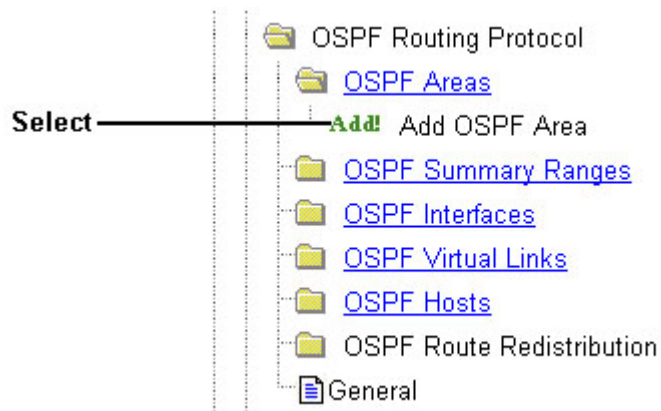 OSPF Routing Protocol
OSPF Areas
Select Add! Add OSPF Area
OSPF Summary Ranges
OSPF Interfaces
OSPF Virtual Links
OSPF Hosts
OSPF Route Redistribution
General